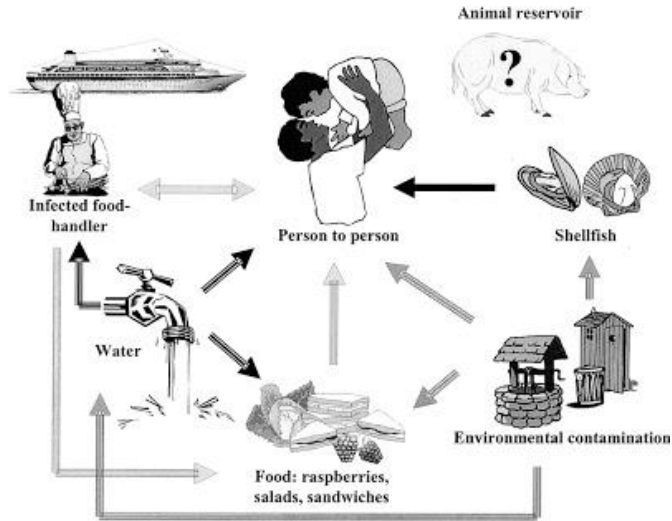 Animal reservoir
?
Infected food-
handler
Person to person
Shellfish
Water
Environmental contamination
Food: raspberries,
salads, sandwiches